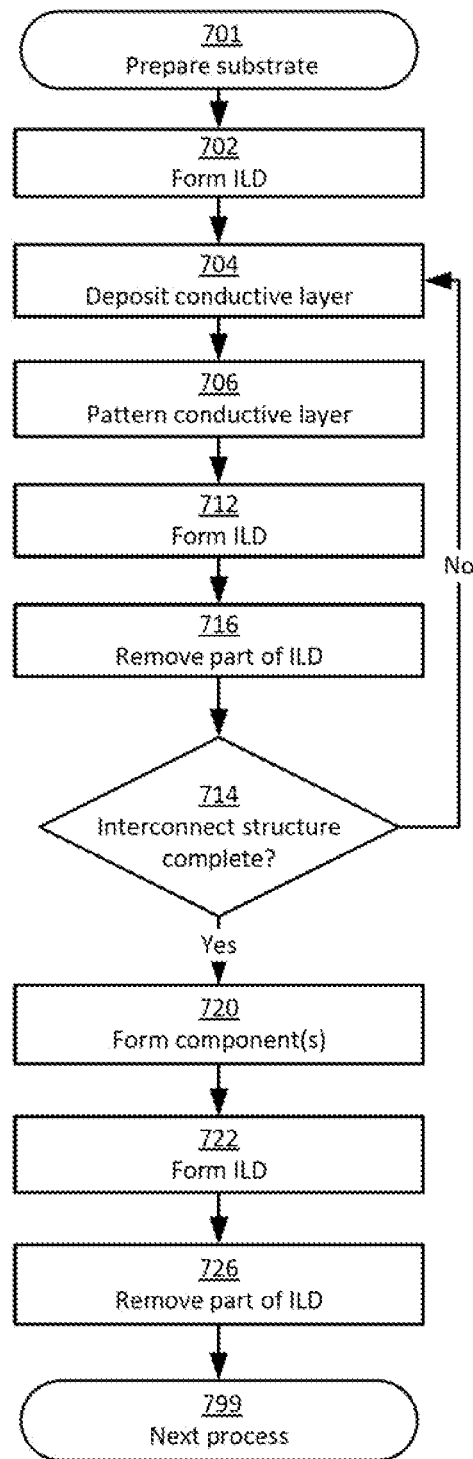 701
Prepare substrate
702
Form ILD
704
Deposit conductive layer
706
Pattern conductive layer
712
Form ILD
No
716
Remove part of ILD
714
Interconnect structure
complete?
Yes
720
Form component(s)
722
Form ILD
726
Remove part of ILD
799
Next process